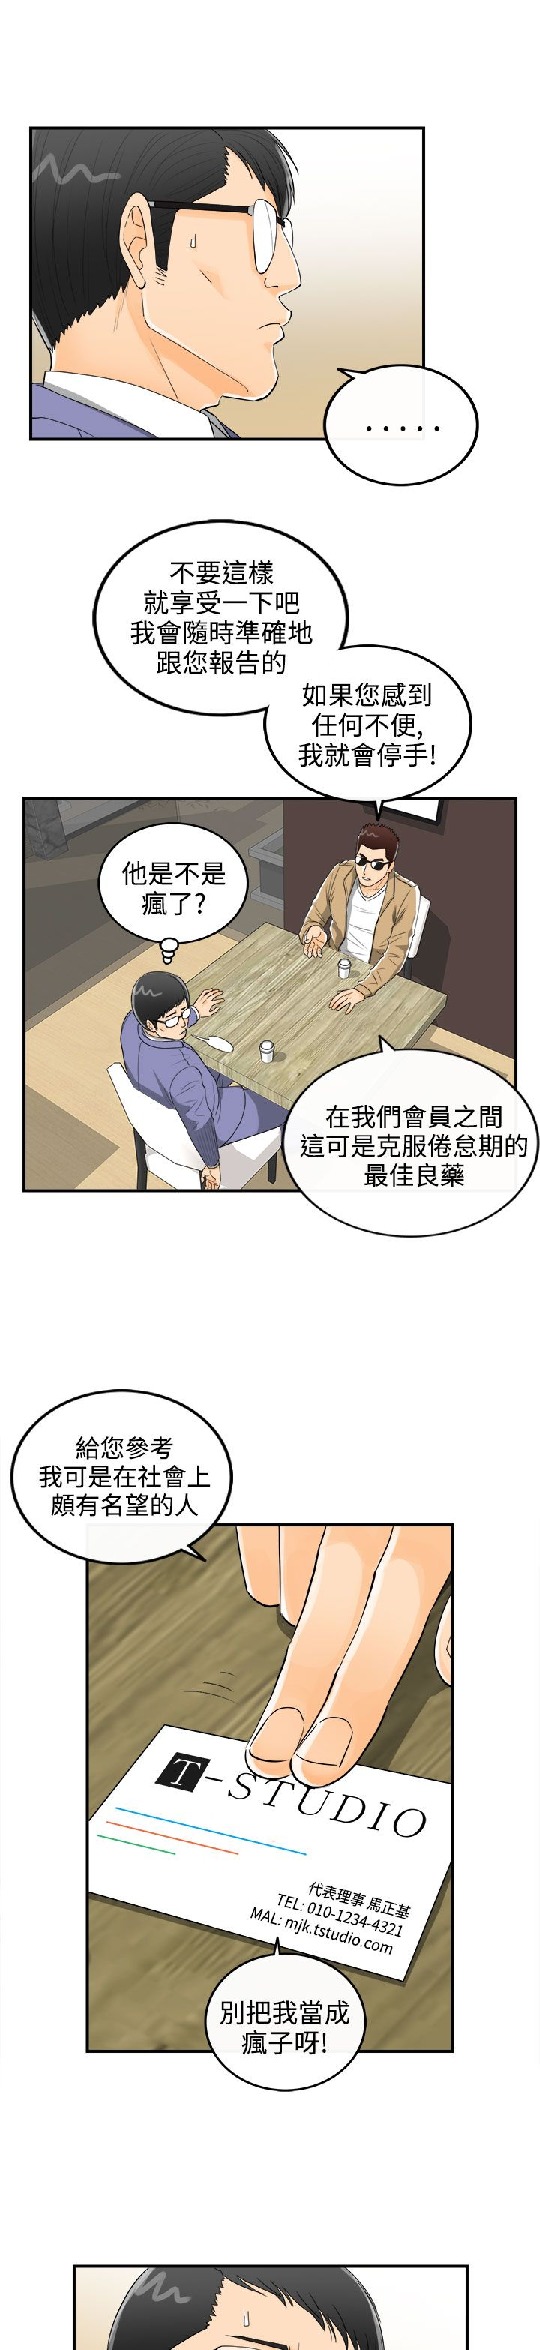 .....
不要這樣
就享受一下吧
我會隨時準確地
跟您報告的
如果您感到
任何不便,
我就會停手!
他是不是
瘋了?
在我們會員之間
這可是克服倦怠期的
最佳良藥
給您參考
我可是在社會上
頗有名望的人
T-STUDIO
代表理事 馬正基
TEL: 010-1234-4321
MAL: mjk.tstudio.com
別把我當成
瘋子呀!